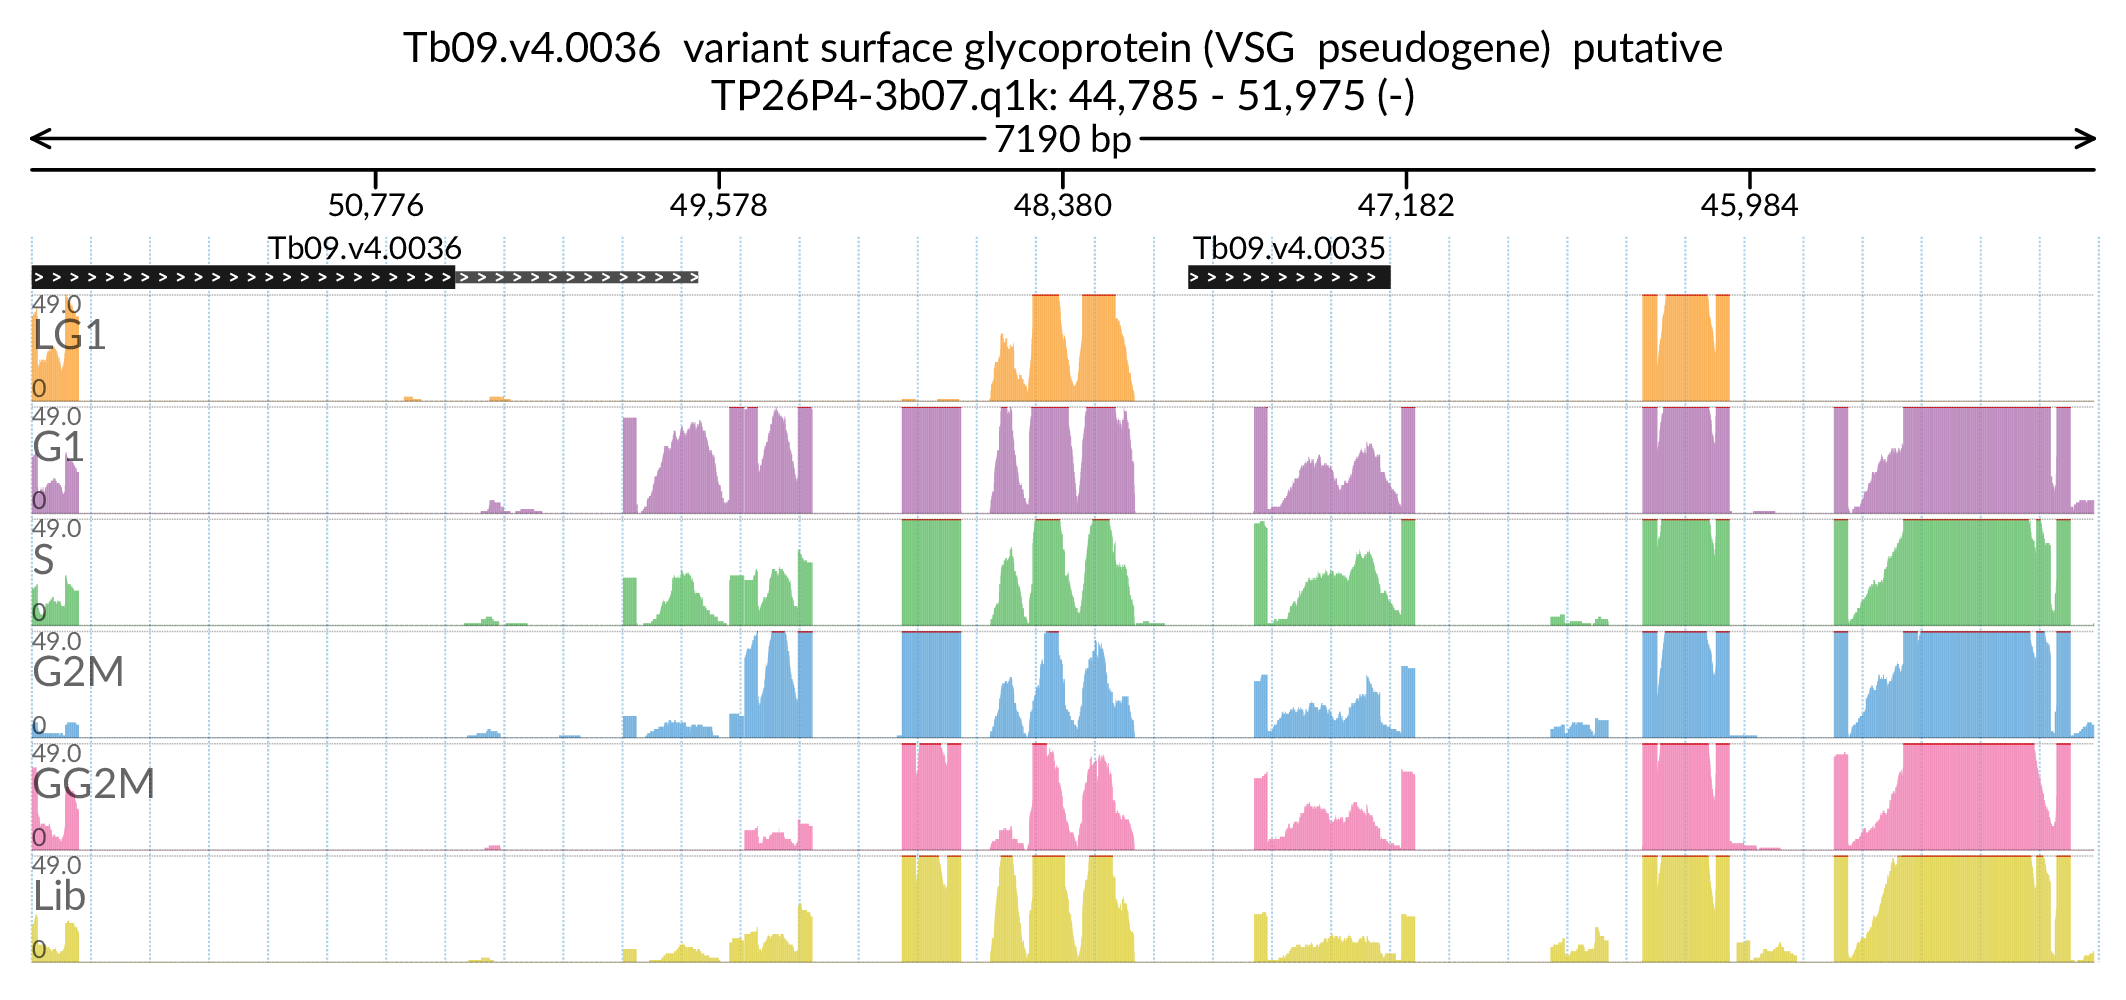 Tb09.v4.0036 variant surface glycoprotein (VSG pseudogene) putative
TP26P4-3b07.q1k: 44,785 - 51,975 (-)
7190 bp
50,776 49,578 48,380 47,182 45,984
Tb09.v4.0036 Tb09.v4.0035
49.0
LG1
0
49.0
G1
0
49.0
S
0
49.0
G2M
0
49.0
GG2M
0
49.0
Lib
0